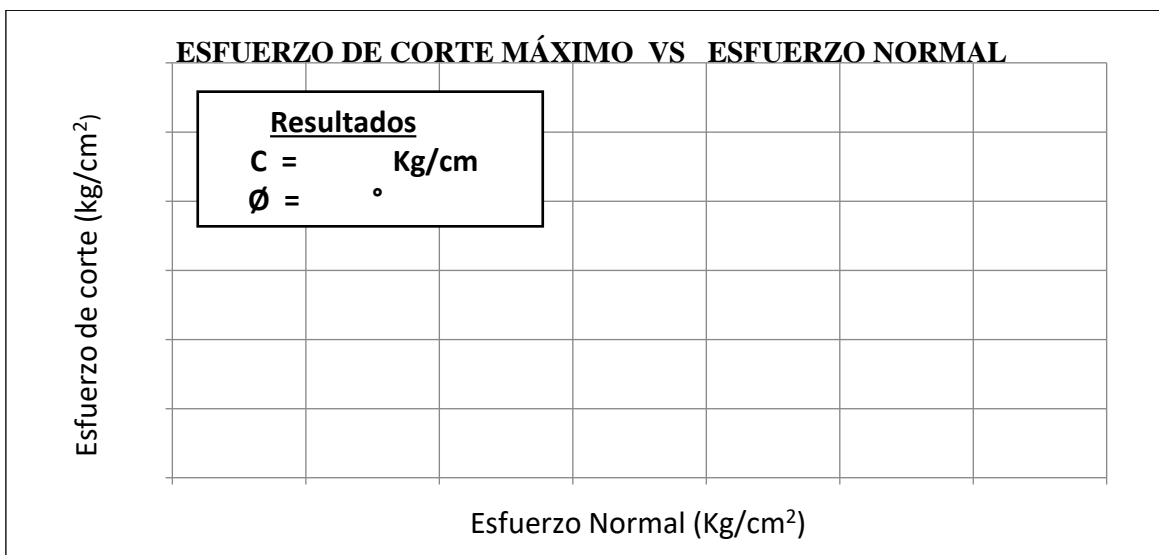 ESFUERZO DE CORTE MÁXIMO VS ESFUERZO NORMAL
Resultados
C = Kg/cm
Ø = °
Esfuerzo de corte (kg/cm²)
Esfuerzo Normal (Kg/cm²)